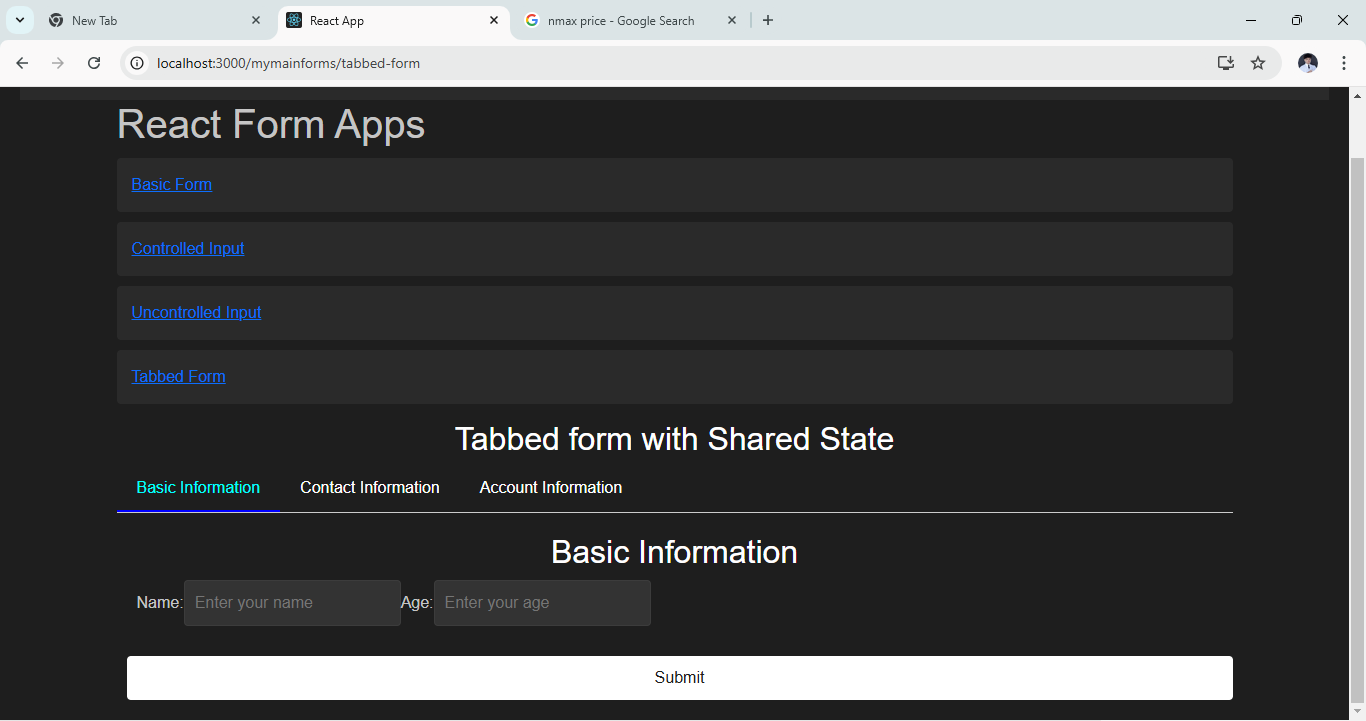 New Tab
React App
nmax price - Google Search
localhost:3000/mymainforms/tabbed-form
React Form Apps
Basic Form
Controlled Input
Uncontrolled Input
Tabbed Form
Tabbed form with Shared State
Basic Information Contact Information Account Information
Basic Information
Name: Enter your name Age: Enter your age
Submit